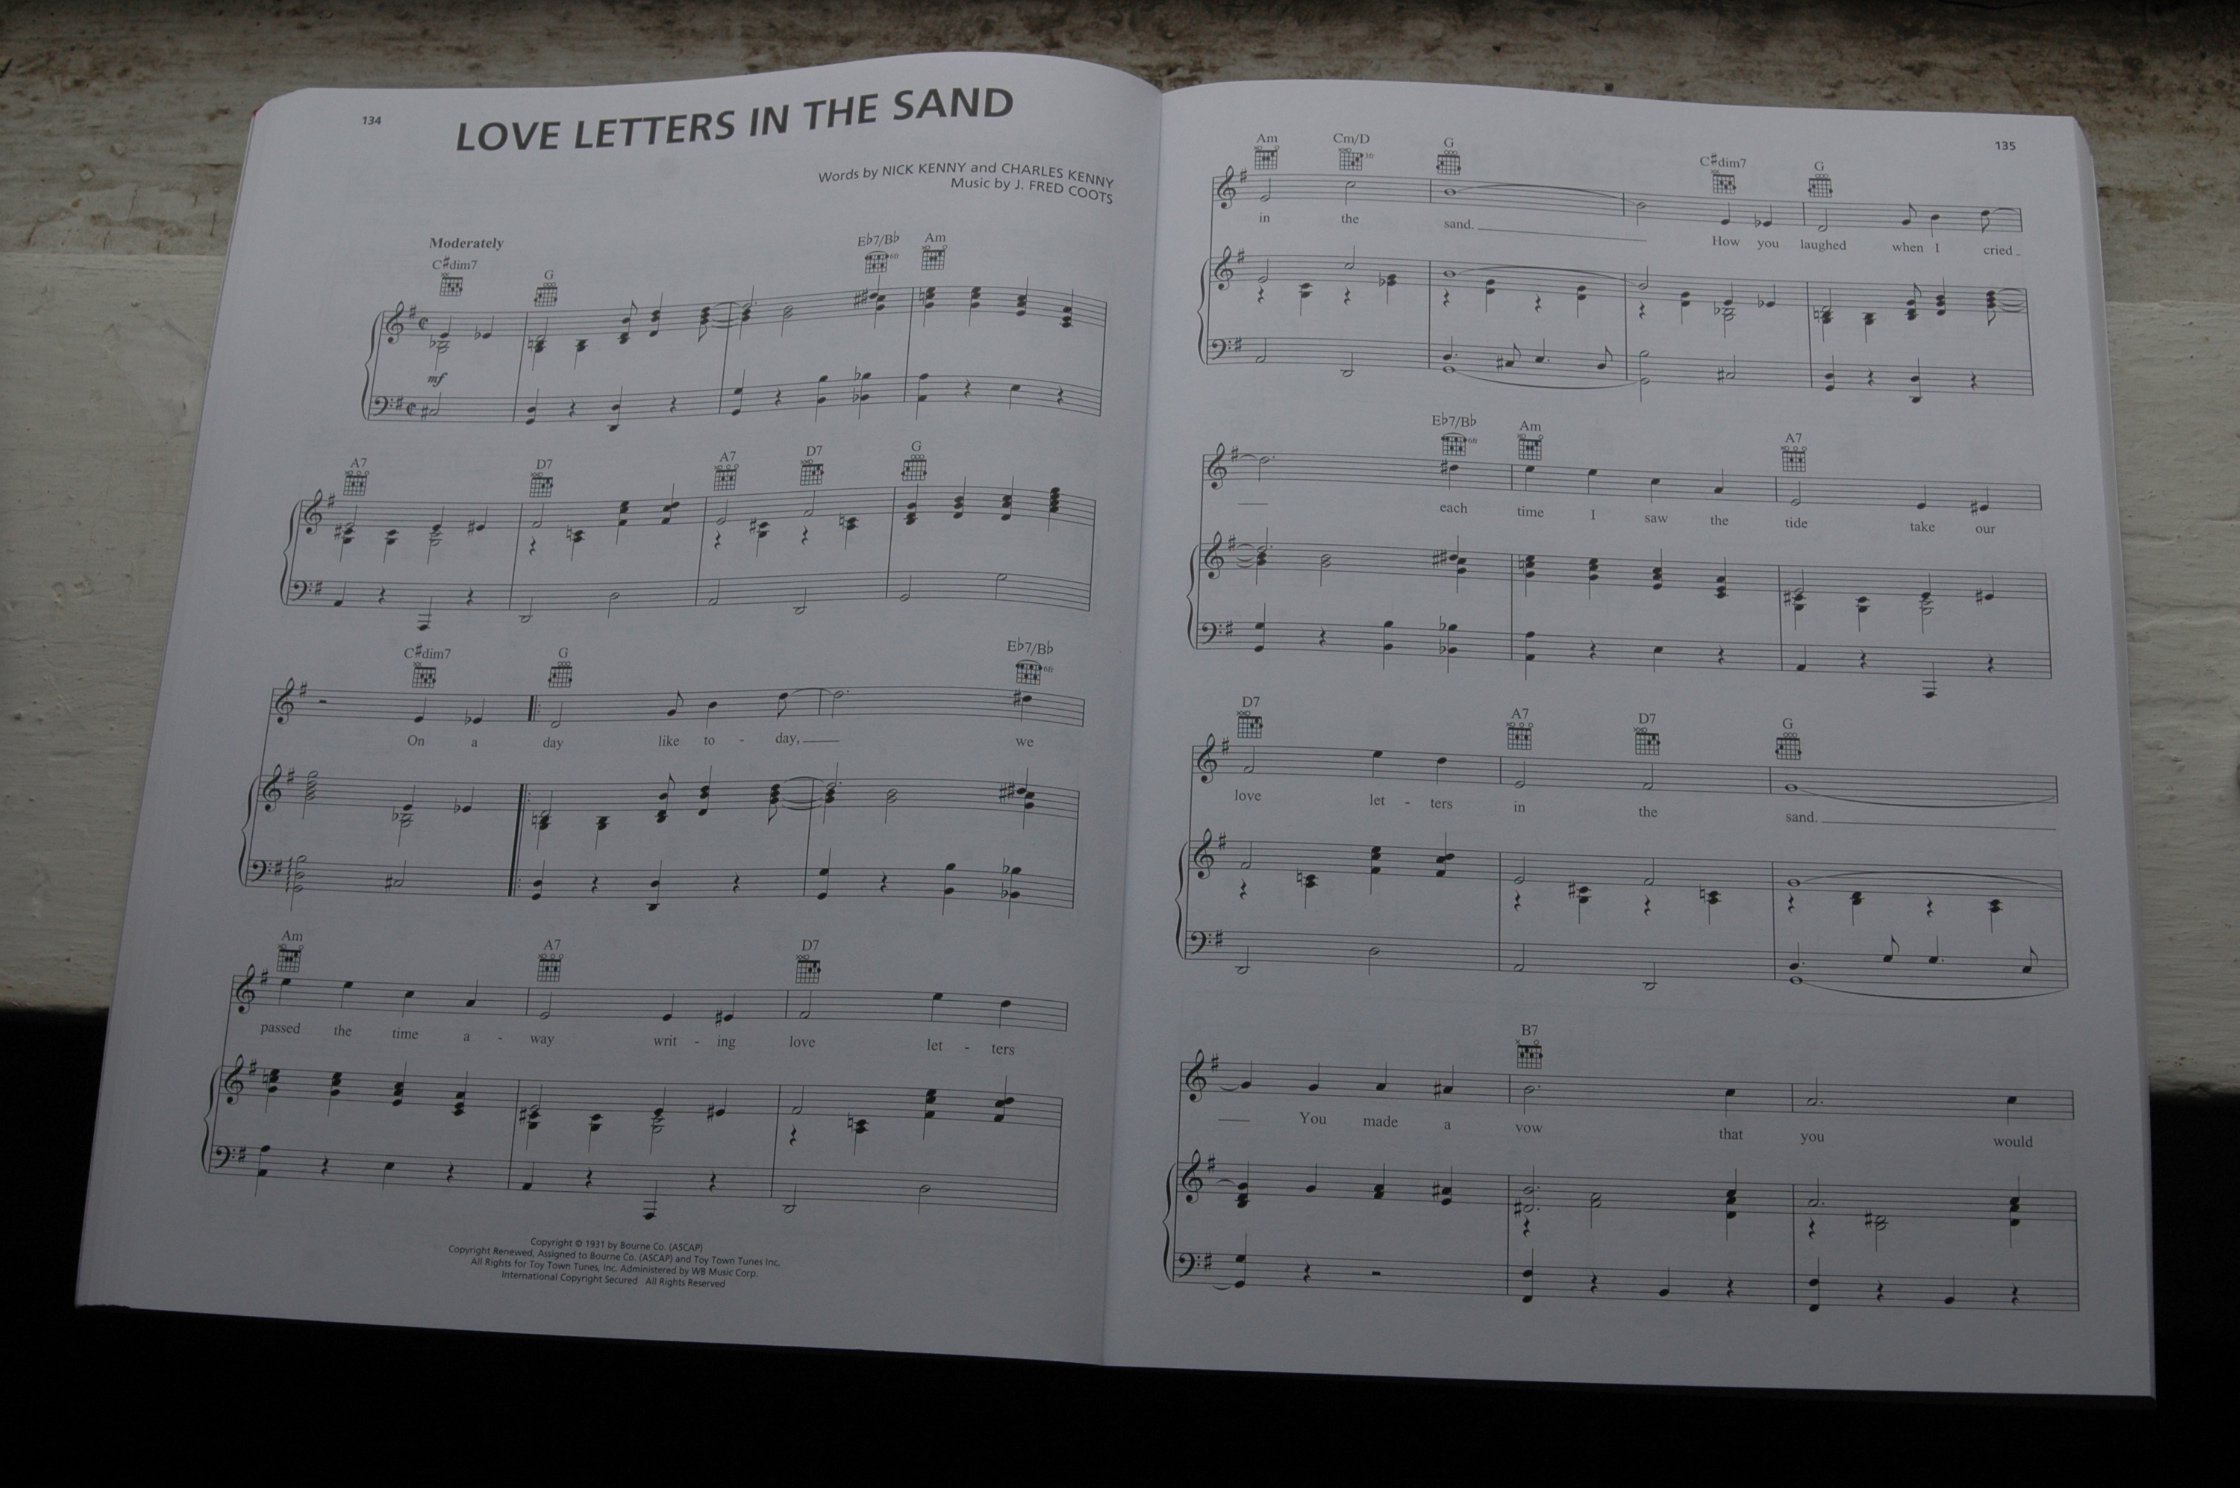 134
LOVE LETTERS IN THE SAND
Words by NICK KENNY and CHARLES KENNY
Music by J. FRED COOTS
Moderately
C#dim7 G E♭7/B♭ Am
mf
A7 D7 A7 D7 G
C#dim7 G E♭7/B♭
On a day like to - day, we
Am A7 D7
passed the time a - way writ - ing love let - ters
Copyright © 1931 by Bourne Co. (ASCAP)
Copyright Renewed, Assigned to Bourne Co. (ASCAP) and Toy Town Tunes Inc.
All Rights for Toy Town Tunes, Inc. Administered by WB Music Corp.
International Copyright Secured All Rights Reserved
135
Am Cm/D G C#dim7 G
in the sand. How you laughed when I cried
E♭7/B♭ Am A7
each time I saw the tide take our
D7 A7 D7 G
love let - ters in the sand.
B7
You made a vow that you would